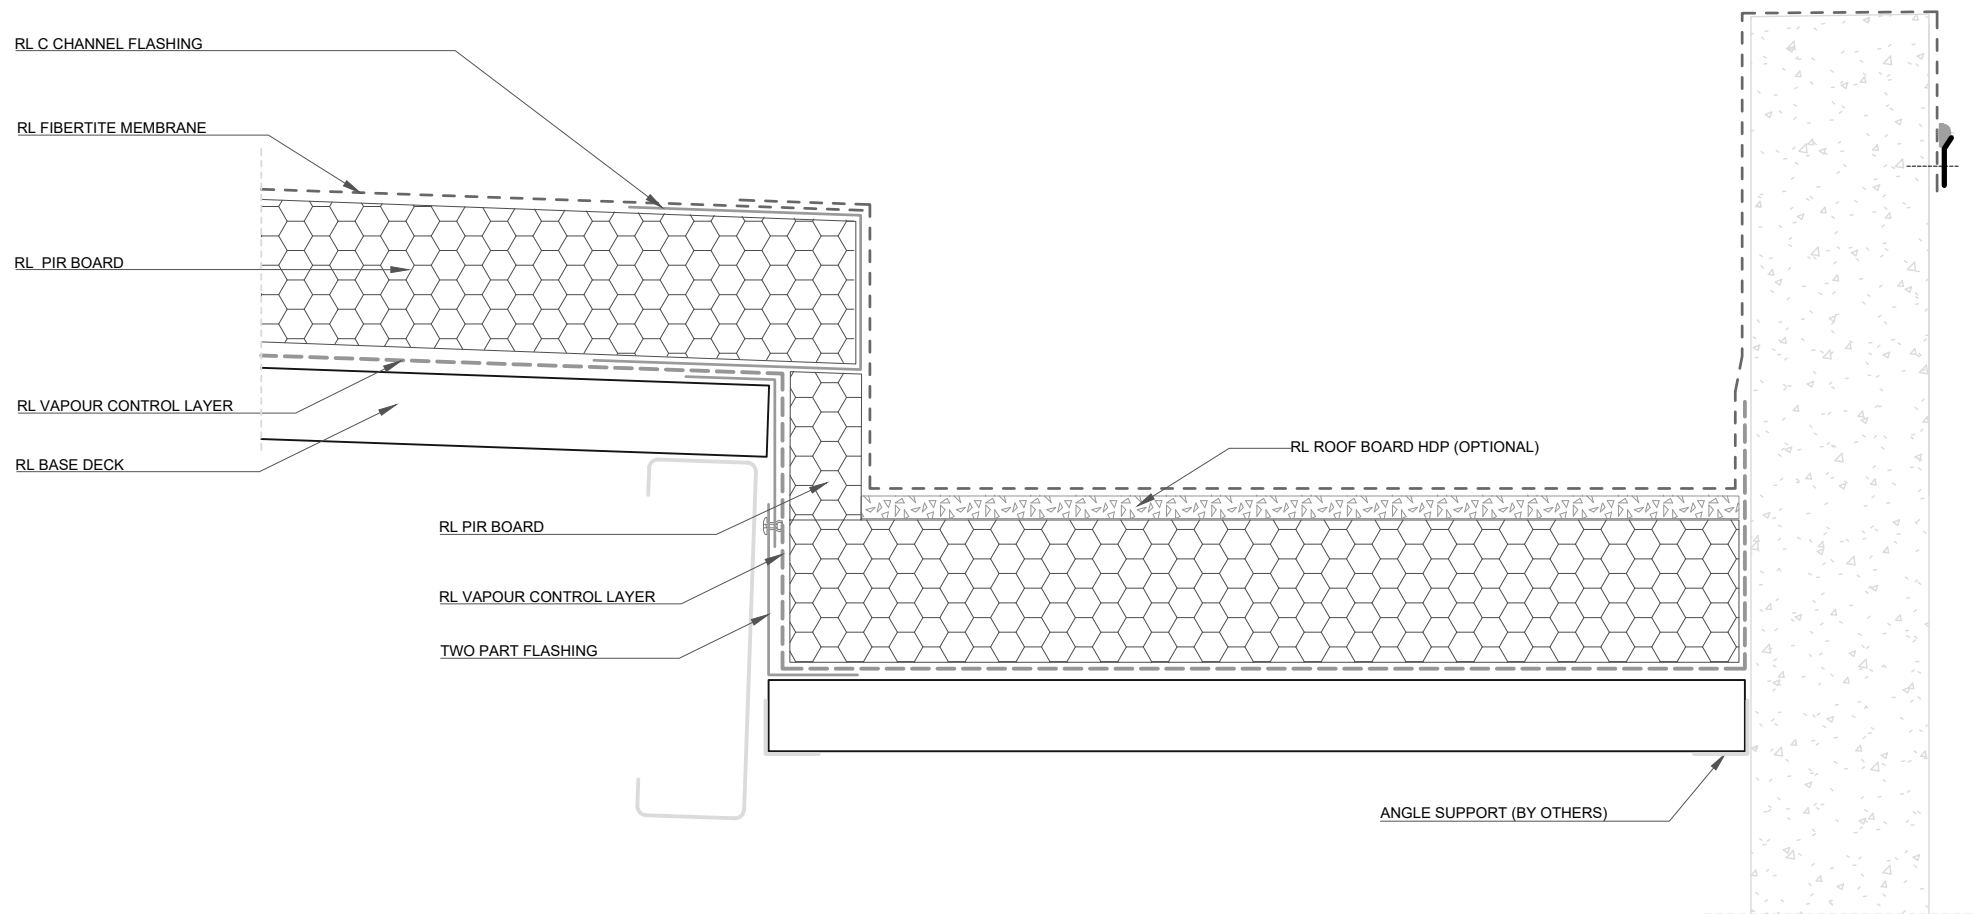 RL C CHANNEL FLASHING
RL FIBERTITE MEMBRANE
RL PIR BOARD
RL VAPOUR CONTROL LAYER
RL BASE DECK
RL ROOF BOARD HDP (OPTIONAL)
RL PIR BOARD
RL VAPOUR CONTROL LAYER
TWO PART FLASHING
ANGLE SUPPORT (BY OTHERS)